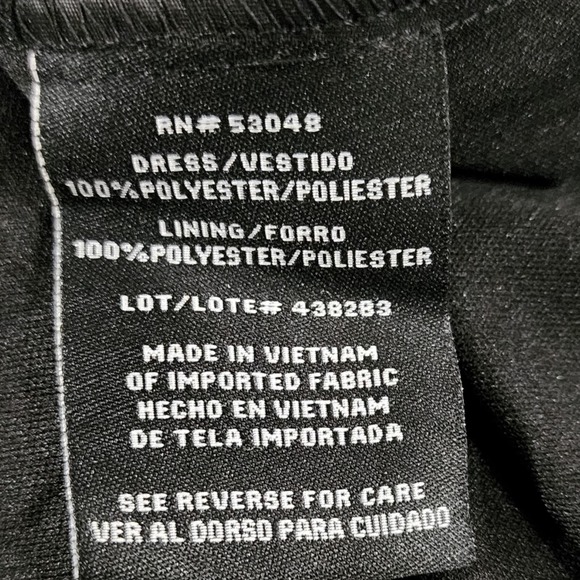 RN# 53048
DRESS/VESTIDO
100%POLYESTER/POLIESTER
LINING/FORRO
100%POLYESTER/POLIESTER
LOT/LOTE# 438283
MADE IN VIETNAM
OF IMPORTED FABRIC
HECHO EN VIETNAM
DE TELA IMPORTADA
SEE REVERSE FOR CARE
VER AL DORSO PARA CUIDADO